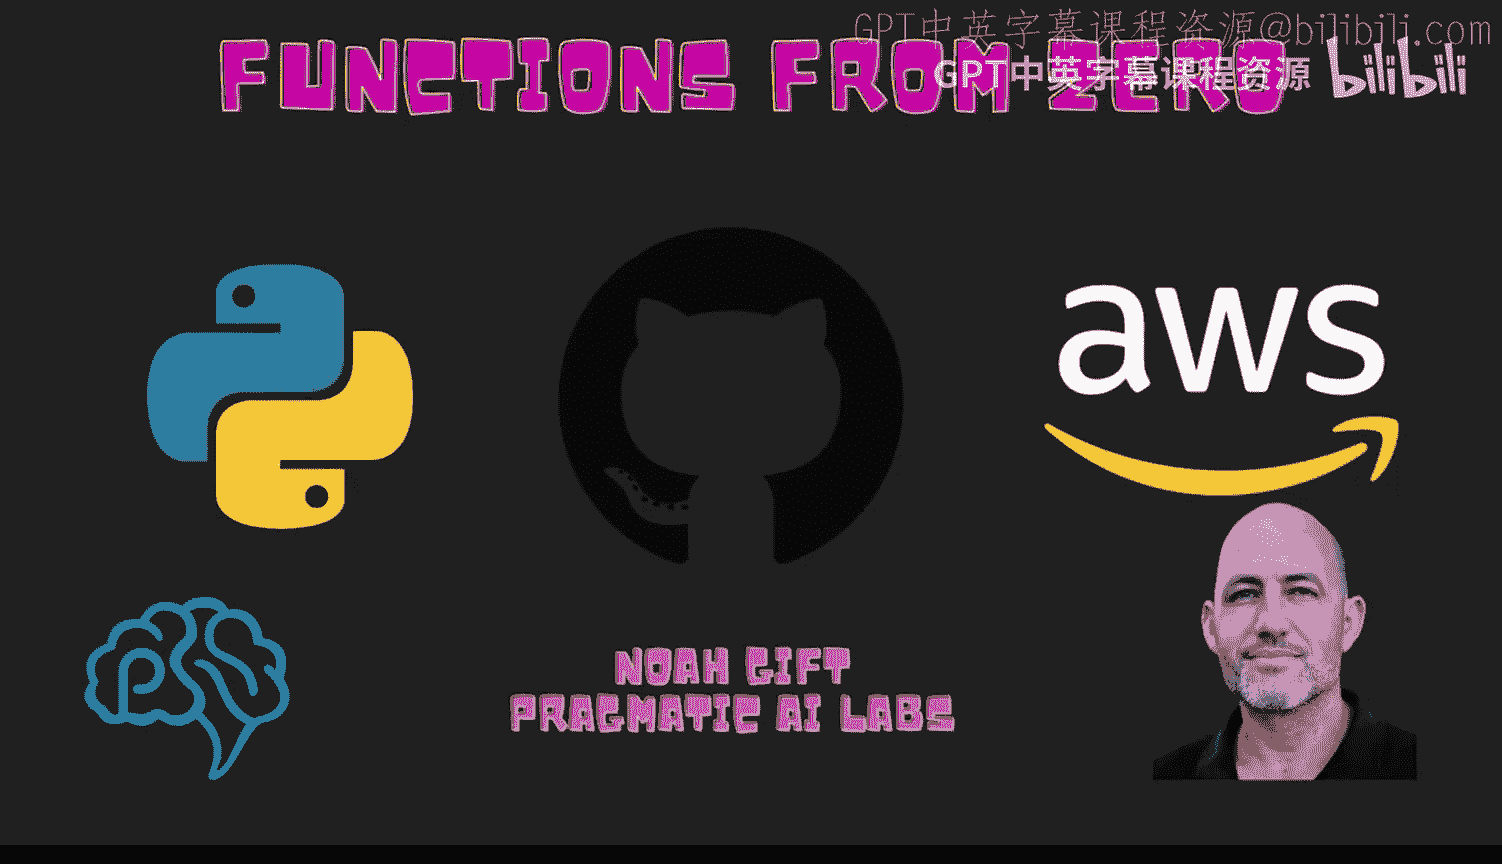 GPT中英字幕课程资源@bilibili.com
FUNCTIONS FROM ZERO
GPT中英字幕课程资源 bilibili
aws
NOAH GIFT
PRAGMATIC AI LABS